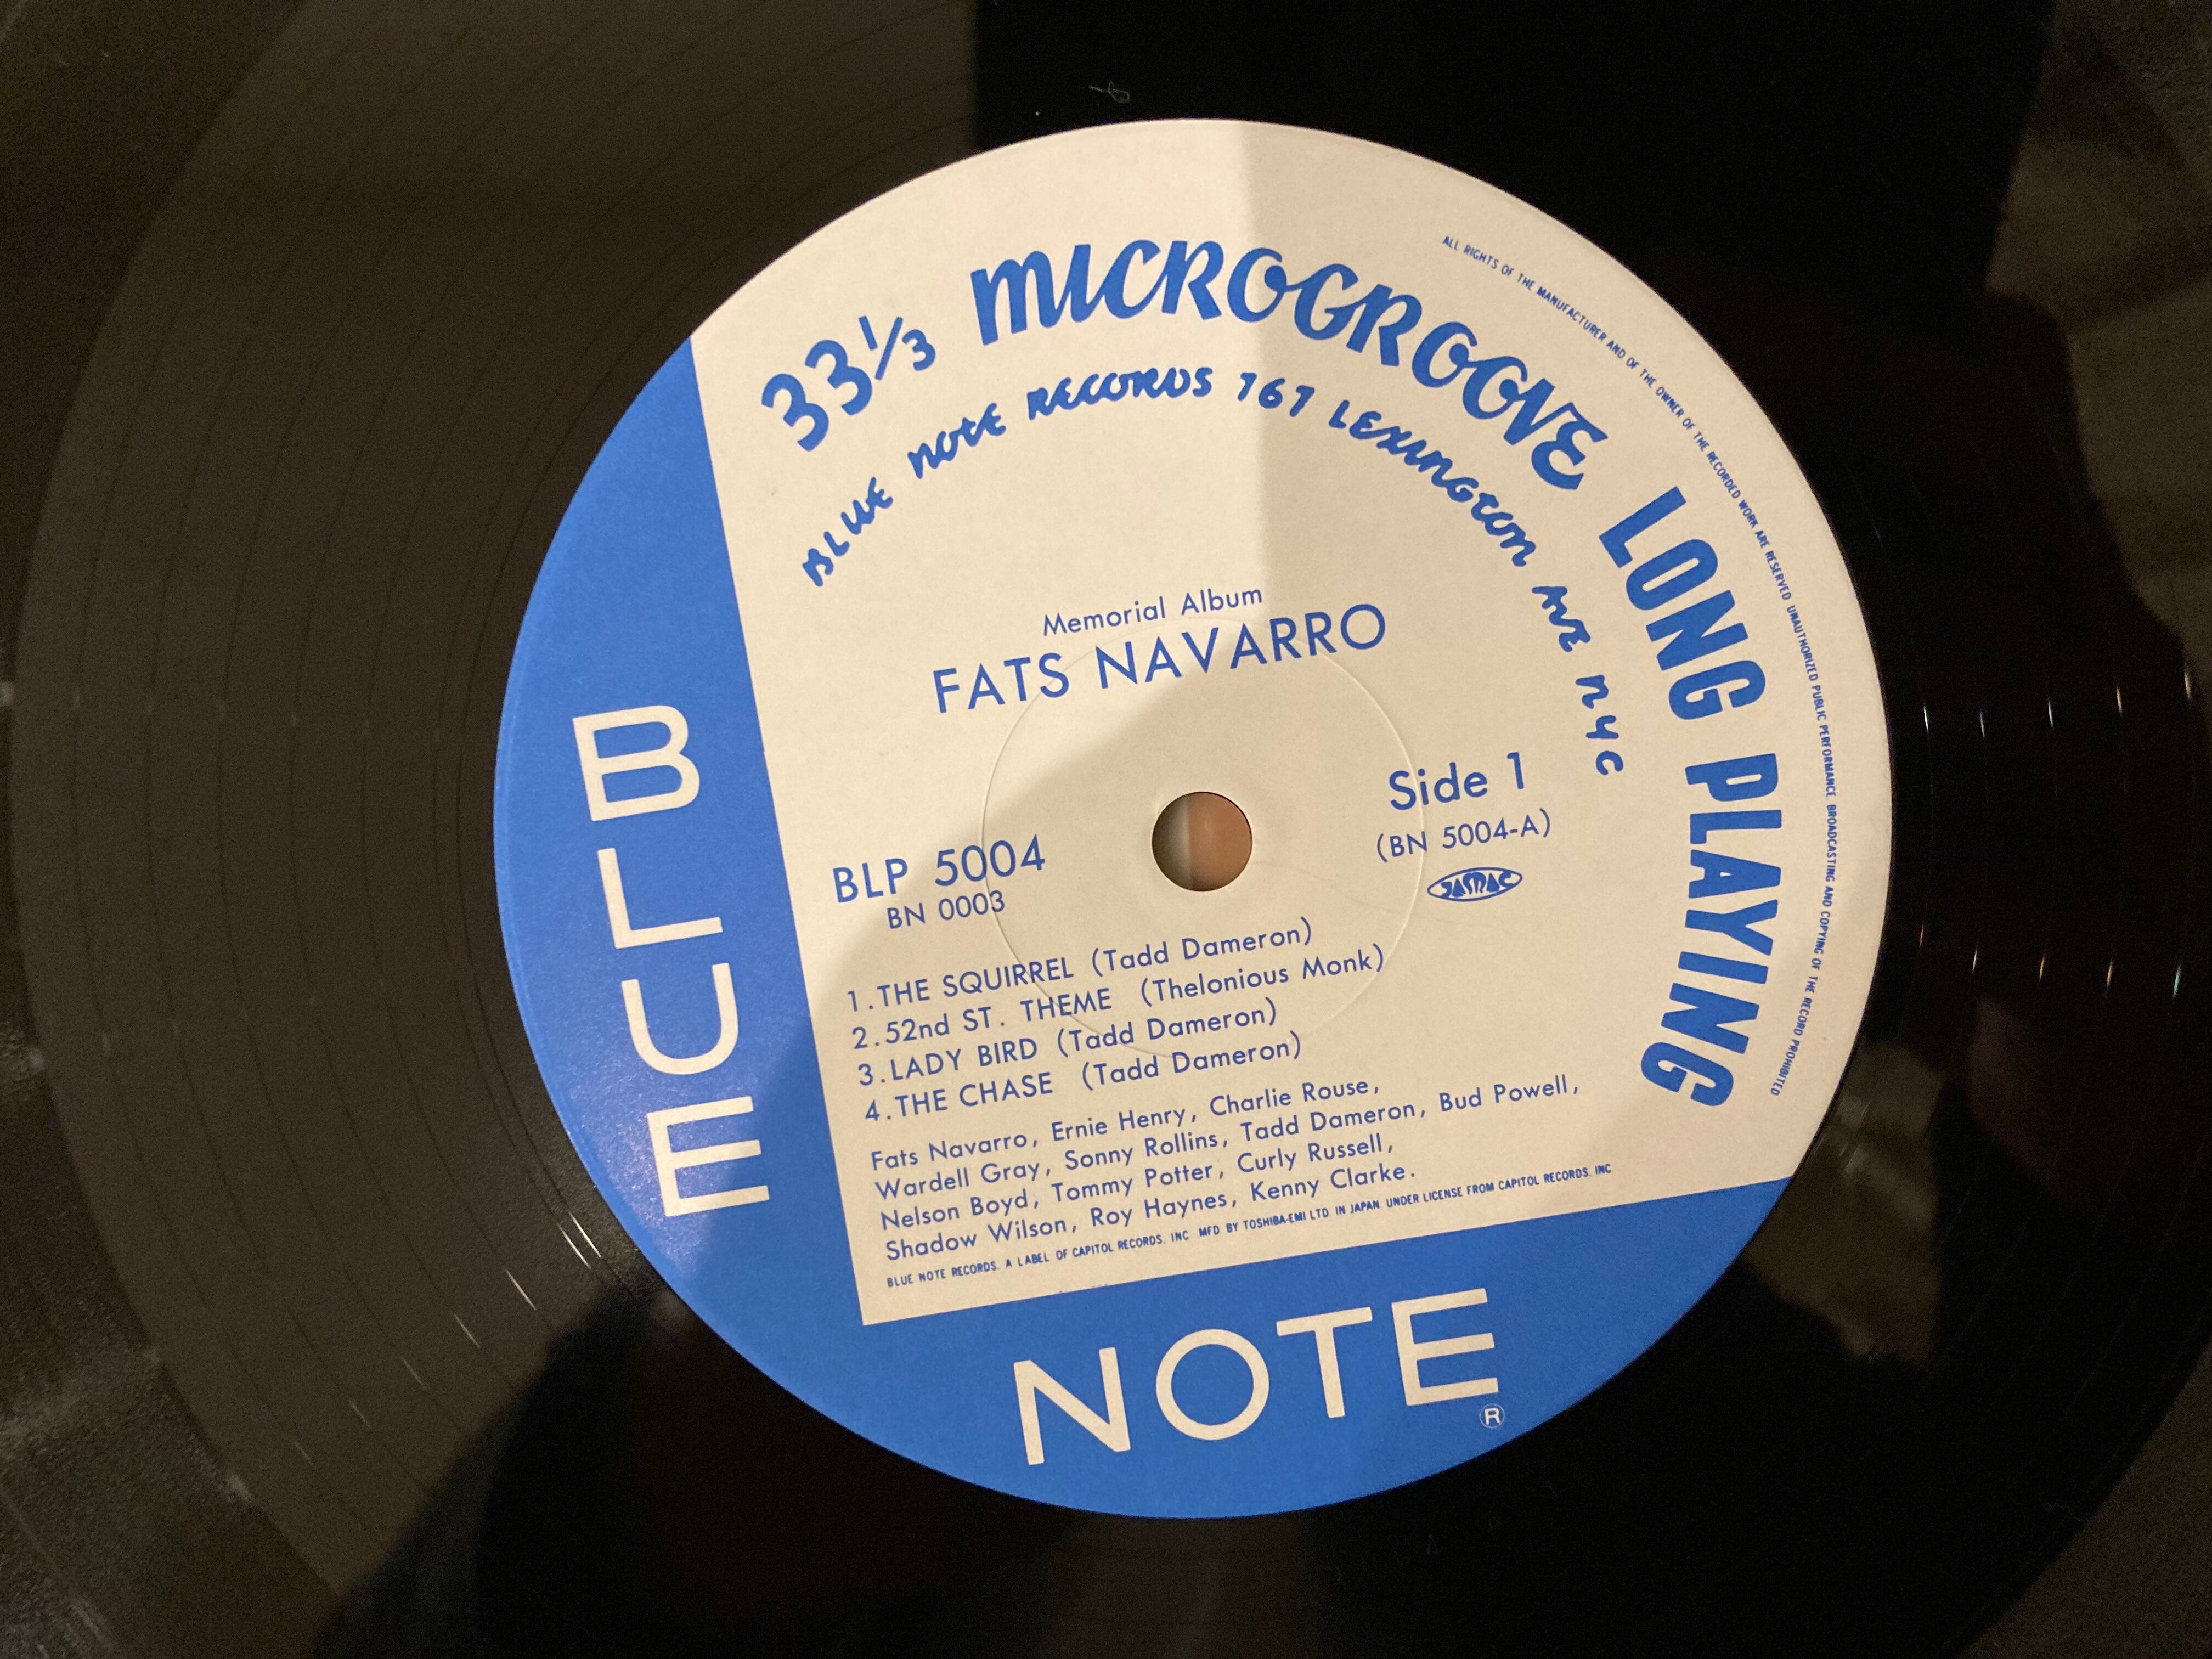 33⅓ MICROGROOVE LONG PLAYING
BLUE NOTE RECORDS 767 LEXINGTON AVE NYC
ALL RIGHTS OF THE MANUFACTURER AND OF THE OWNER OF THE RECORDED WORK ARE RESERVED UNAUTHORIZED PUBLIC PERFORMANCE BROADCASTING AND COPYING OF THE RECORD PROHIBITED
Memorial Album
FATS NAVARRO
Side 1
(BN 5004-A)
JASRAC
BLP 5004
BN 0003
1.THE SQUIRREL (Tadd Dameron)
2.52nd ST. THEME (Thelonious Monk)
3.LADY BIRD (Tadd Dameron)
4.THE CHASE (Tadd Dameron)
Fats Navarro, Ernie Henry, Charlie Rouse,
Wardell Gray, Sonny Rollins, Tadd Dameron, Bud Powell,
Nelson Boyd, Tommy Potter, Curly Russell,
Shadow Wilson, Roy Haynes, Kenny Clarke.
BLUE NOTE RECORDS. A LABEL OF CAPITOL RECORDS, INC MFD BY TOSHIBA-EMI LTD IN JAPAN UNDER LICENSE FROM CAPITOL RECORDS, INC
BLUE
NOTE®